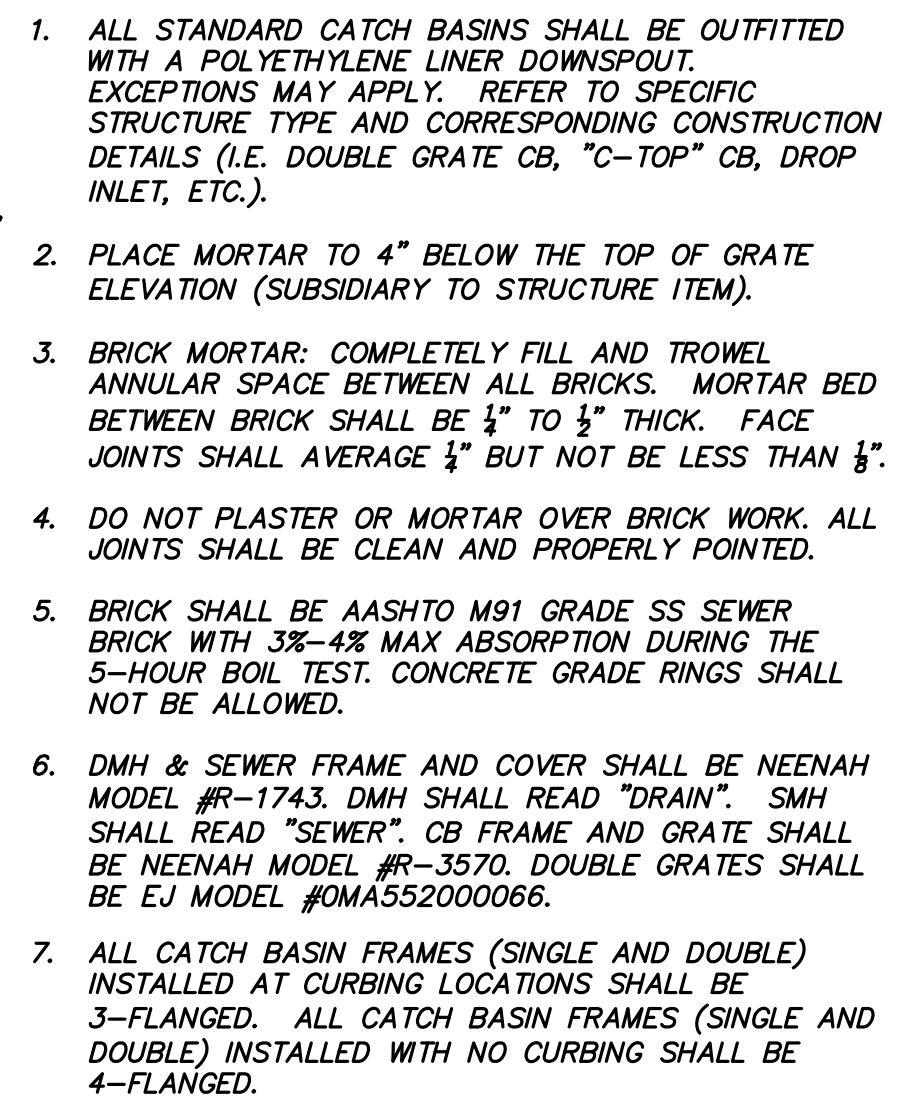 1. ALL STANDARD CATCH BASINS SHALL BE OUTFITTED
WITH A POLYETHYLENE LINER DOWNSPOUT.
EXCEPTIONS MAY APPLY. REFER TO SPECIFIC
STRUCTURE TYPE AND CORRESPONDING CONSTRUCTION
DETAILS (I.E. DOUBLE GRATE CB, "C-TOP" CB, DROP
INLET, ETC.).
2. PLACE MORTAR TO 4" BELOW THE TOP OF GRATE
ELEVATION (SUBSIDIARY TO STRUCTURE ITEM).
3. BRICK MORTAR: COMPLETELY FILL AND TROWEL
ANNULAR SPACE BETWEEN ALL BRICKS. MORTAR BED
BETWEEN BRICK SHALL BE 1/4" TO 1/2" THICK. FACE
JOINTS SHALL AVERAGE 1/4" BUT NOT BE LESS THAN 1/8".
4. DO NOT PLASTER OR MORTAR OVER BRICK WORK. ALL
JOINTS SHALL BE CLEAN AND PROPERLY POINTED.
5. BRICK SHALL BE AASHTO M91 GRADE SS SEWER
BRICK WITH 3%-4% MAX ABSORPTION DURING THE
5-HOUR BOIL TEST. CONCRETE GRADE RINGS SHALL
NOT BE ALLOWED.
6. DMH & SEWER FRAME AND COVER SHALL BE NEENAH
MODEL #R-1743. DMH SHALL READ "DRAIN". SMH
SHALL READ "SEWER". CB FRAME AND GRATE SHALL
BE NEENAH MODEL #R-3570. DOUBLE GRATES SHALL
BE EJ MODEL #0MA552000066.
7. ALL CATCH BASIN FRAMES (SINGLE AND DOUBLE)
INSTALLED AT CURBING LOCATIONS SHALL BE
3-FLANGED. ALL CATCH BASIN FRAMES (SINGLE AND
DOUBLE) INSTALLED WITH NO CURBING SHALL BE
4-FLANGED.